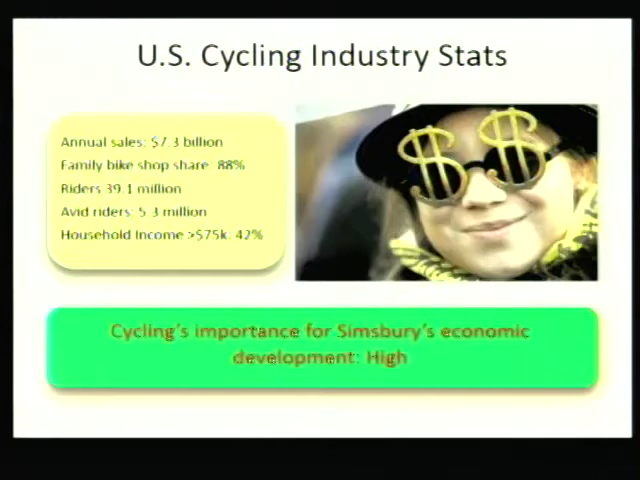 U.S. Cycling Industry Stats
Annual sales: $7.3 billion
Family bike shop share: 88%
Riders 39.1 million
Avid riders: 5.3 million
Household Income >$75k: 42%
Cycling's importance for Simsbury's economic
development: High